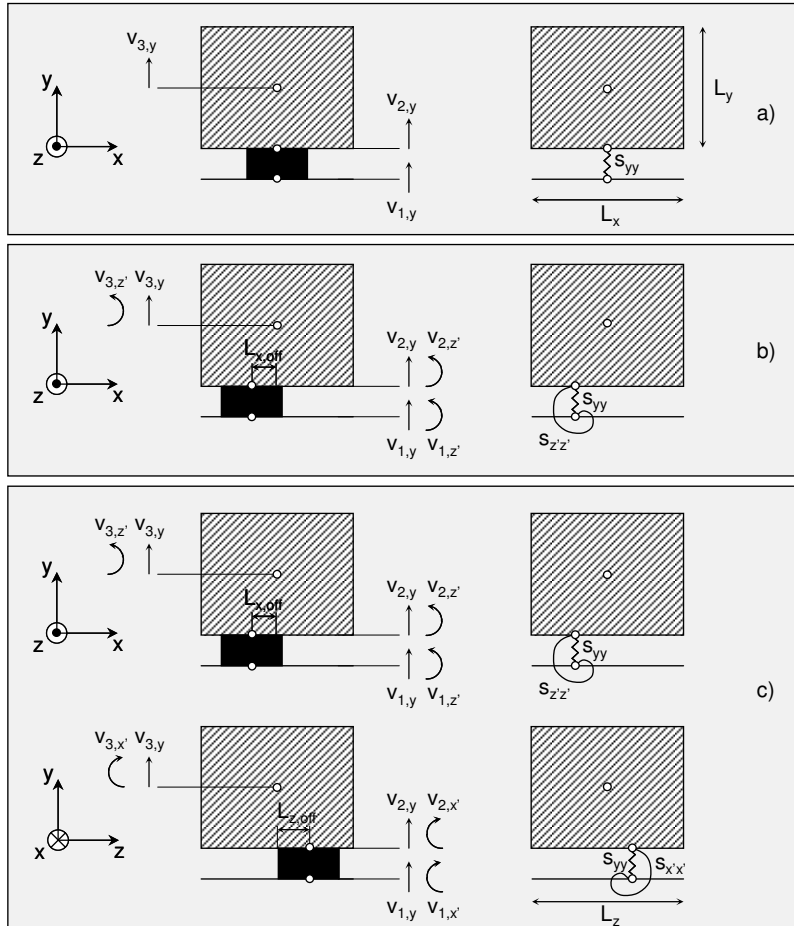 v3,y
y
v2,y
Ly
a)
z x
syy
v1,y
Lx
v3,z' v3,y
y
Lx,off
v2,y v2,z'
b)
z x
syy
v1,y v1,z'
sz'z'
v3,z' v3,y
y
Lx,off
v2,y v2,z'
z x
syy
v1,y v1,z'
sz'z'
c)
v3,x' v3,y
y
Lz,off
v2,y v2,x'
x z
syy sx'x'
v1,y v1,x'
Lz